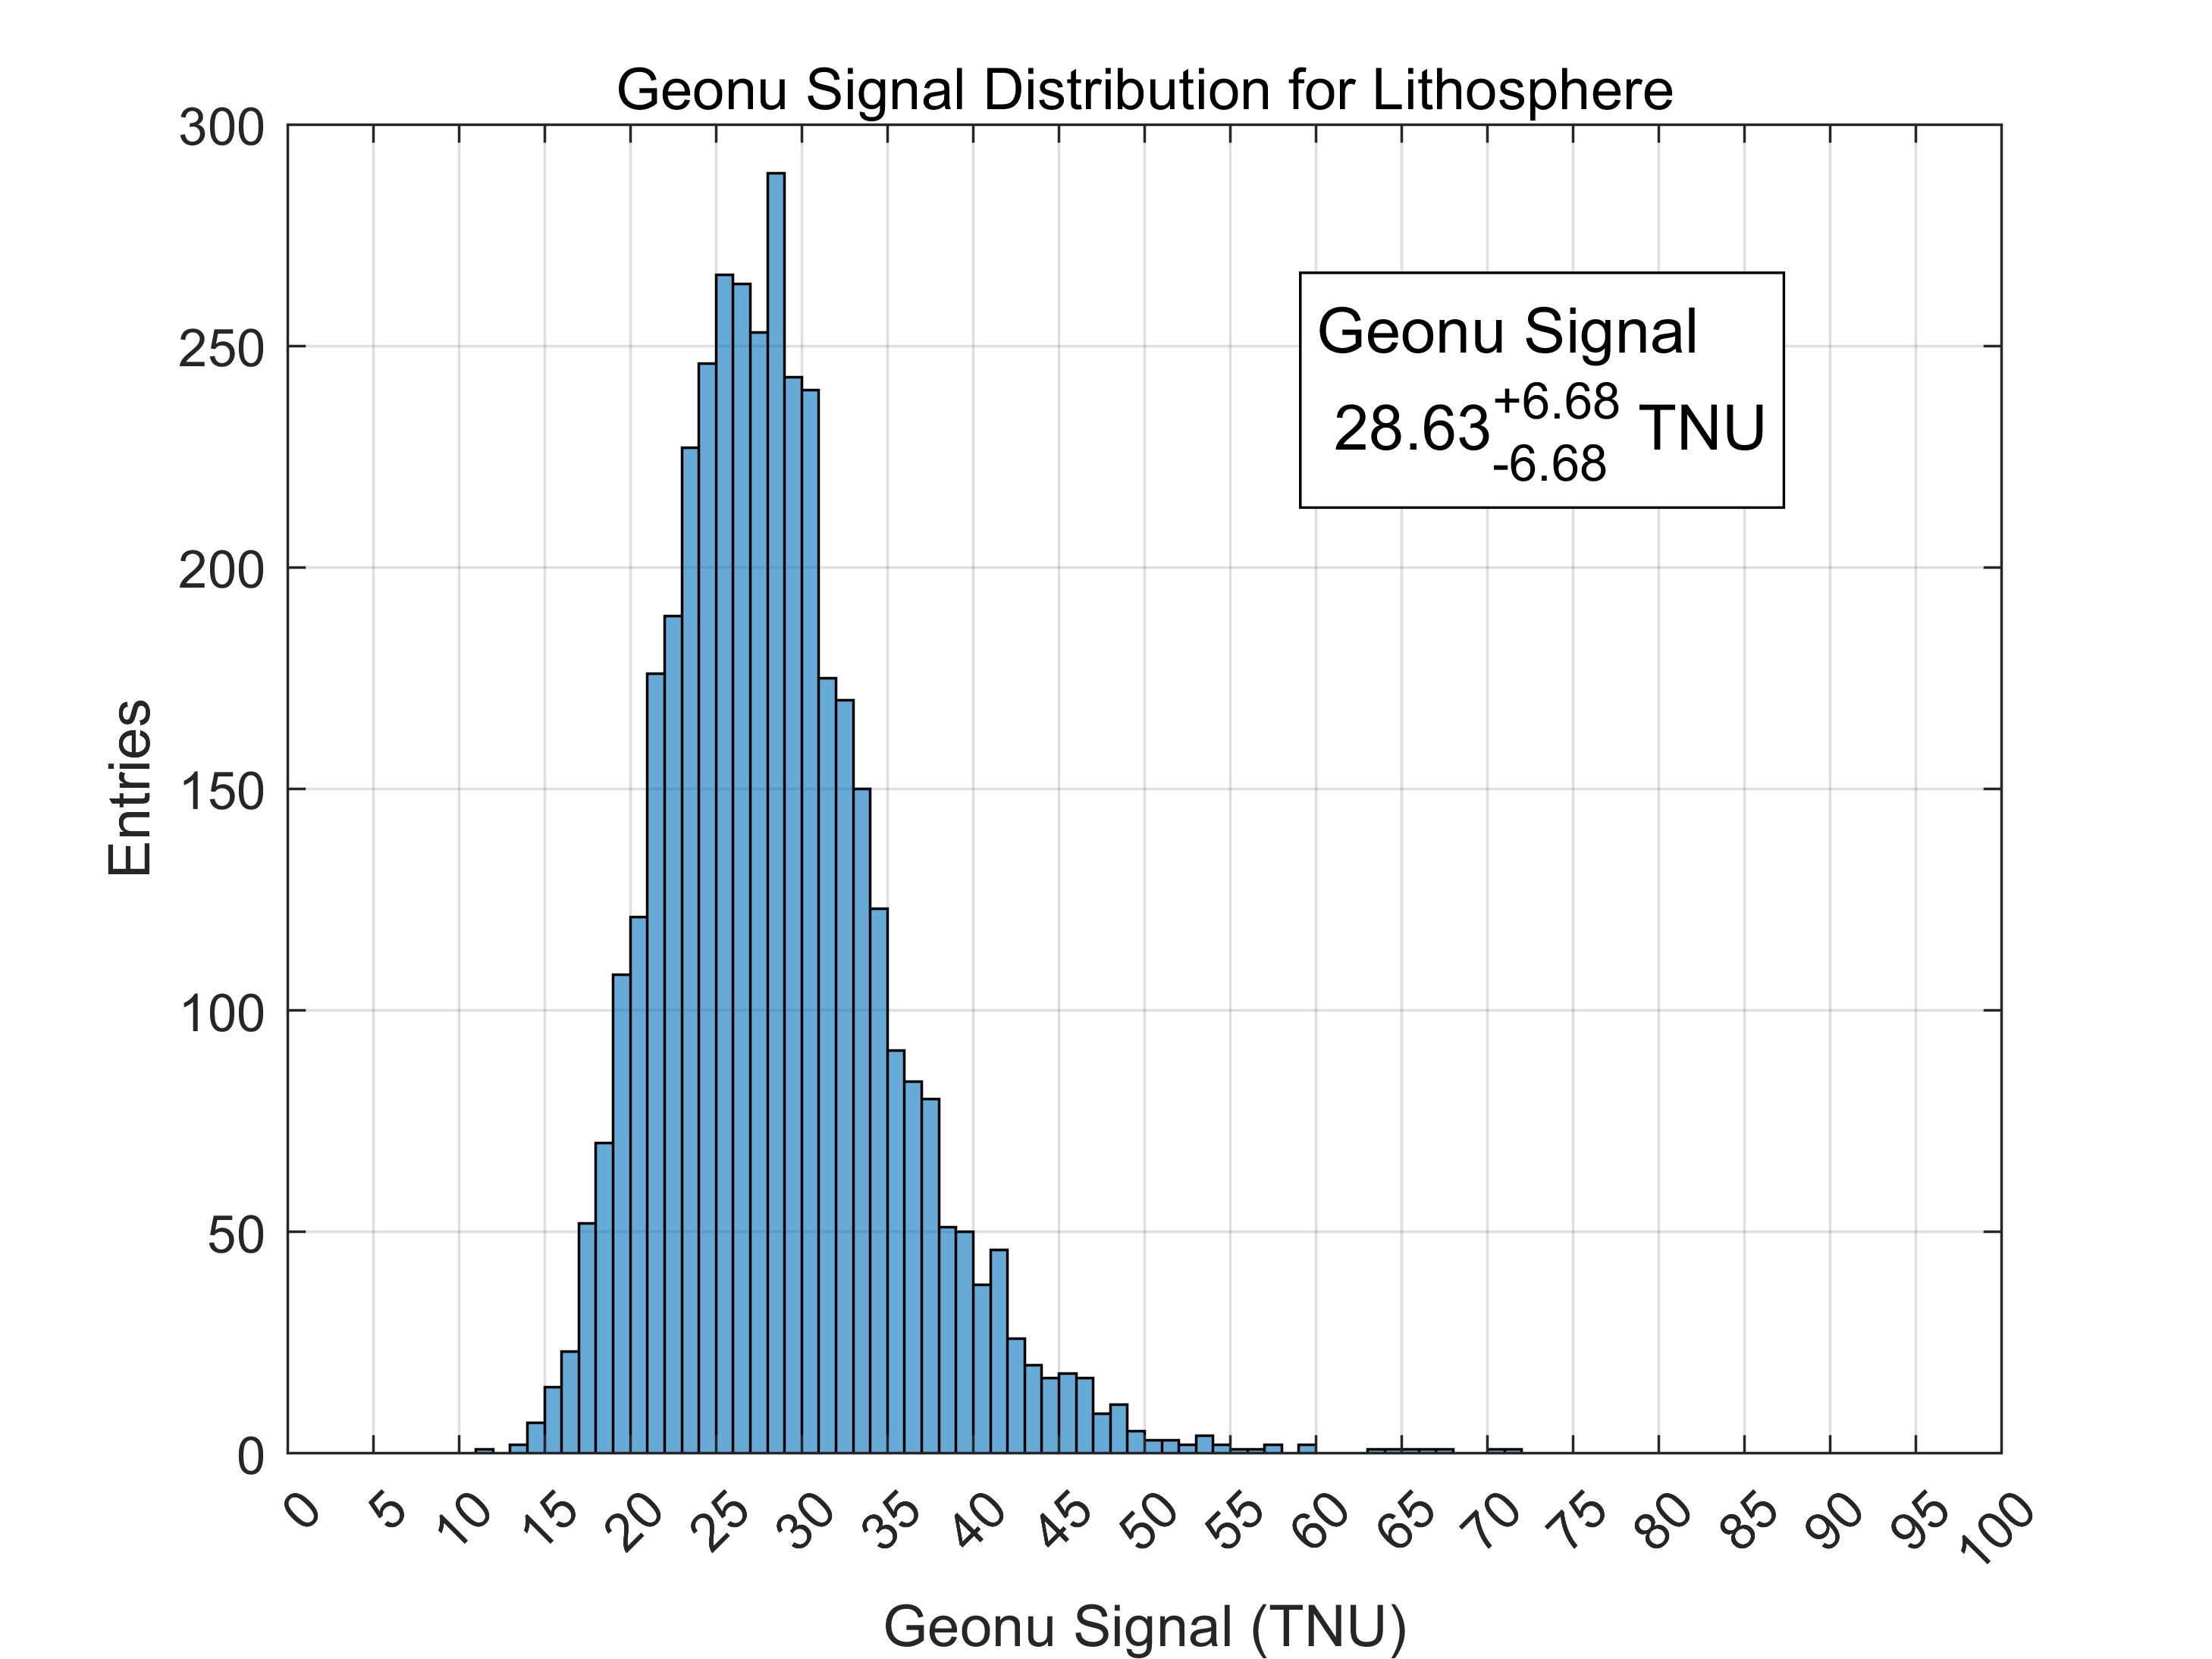 Geonu Signal Distribution for Lithosphere
300
250
200
150
100
50
0
Entries
Geonu Signal
28.63+6.68-6.68 TNU
0 5 10 15 20 25 30 35 40 45 50 55 60 65 70 75 80 85 90 95 100
Geonu Signal (TNU)